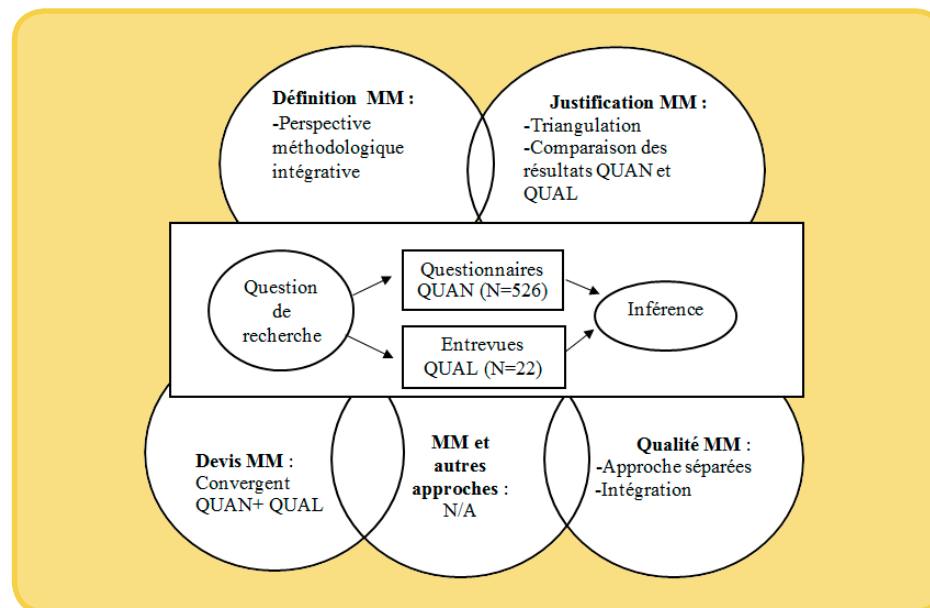 Définition  MM :
-Perspective
méthodologique
intégrative
Justification MM :
-Triangulation
-Comparaison des
résultats QUAN et
QUAL
Question
de
recherche
Questionnaires
QUAN (N=526)
Entrevues
QUAL (N=22)
Inférence
Devis MM :
Convergent
QUAN+ QUAL
MM et
autres
approches :
N/A
Qualité MM :
-Approche séparées
-Intégration